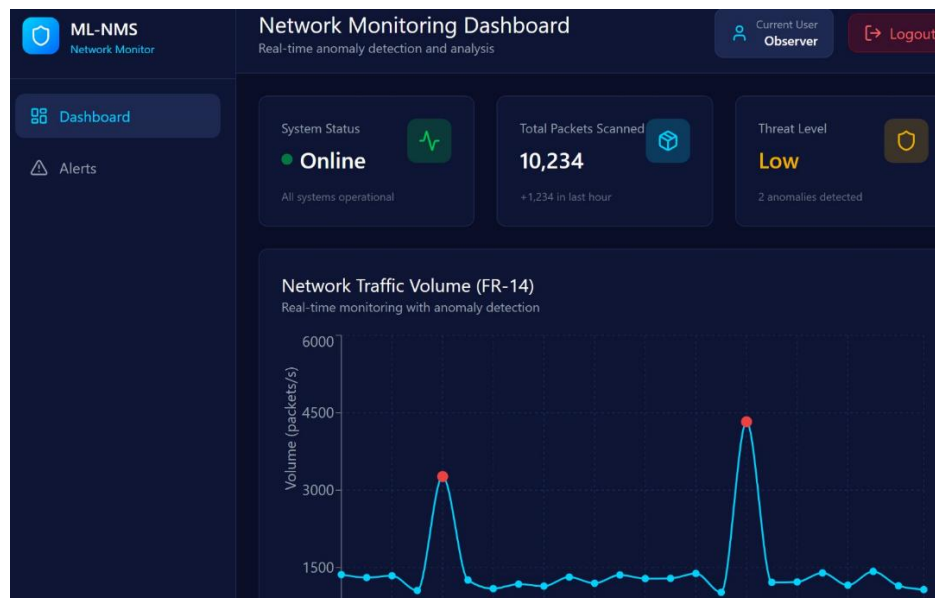 ML-NMS
Network Monitor
Dashboard
Alerts
Network Monitoring Dashboard
Real-time anomaly detection and analysis
Current User
Observer
Logout
System Status
Online
All systems operational
Total Packets Scanned
10,234
+1,234 in last hour
Threat Level
Low
2 anomalies detected
Network Traffic Volume (FR-14)
Real-time monitoring with anomaly detection
Volume (packets/s)
6000
4500
3000
1500